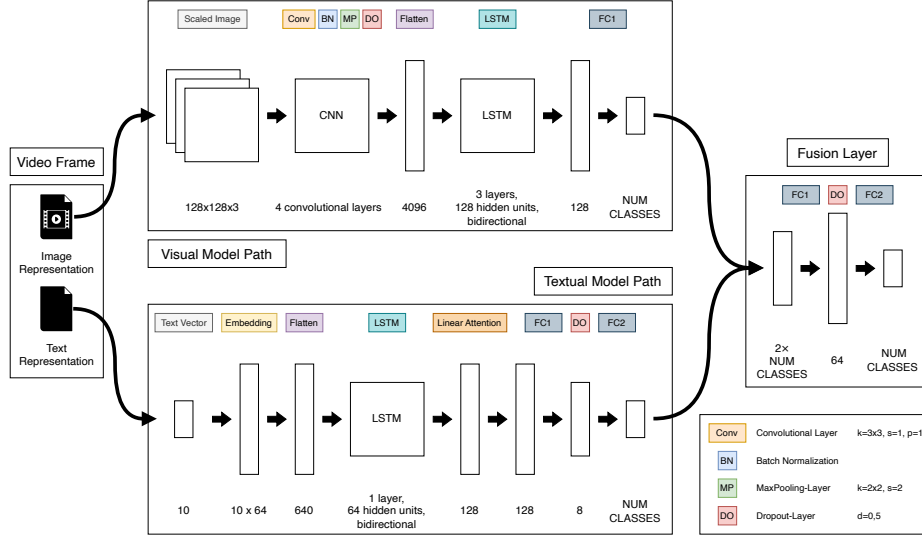 Scaled Image
Conv
BN
MP
DO
Flatten
LSTM
FC1
CNN
LSTM
128x128x3
4 convolutional layers
4096
3 layers,
128 hidden units,
bidirectional
128
NUM
CLASSES
Video Frame
Image
Representation
Text
Representation
Visual Model Path
Textual Model Path
Text Vector
Embedding
Flatten
LSTM
Linear Attention
FC1
DO
FC2
LSTM
10
10 x 64
640
1 layer,
64 hidden units,
bidirectional
128
128
8
NUM
CLASSES
Fusion Layer
FC1
DO
FC2
2×
NUM
CLASSES
64
NUM
CLASSES
Conv Convolutional Layer k=3x3, s=1, p=1
BN Batch Normalization
MP MaxPooling-Layer k=2x2, s=2
DO Dropout-Layer d=0,5